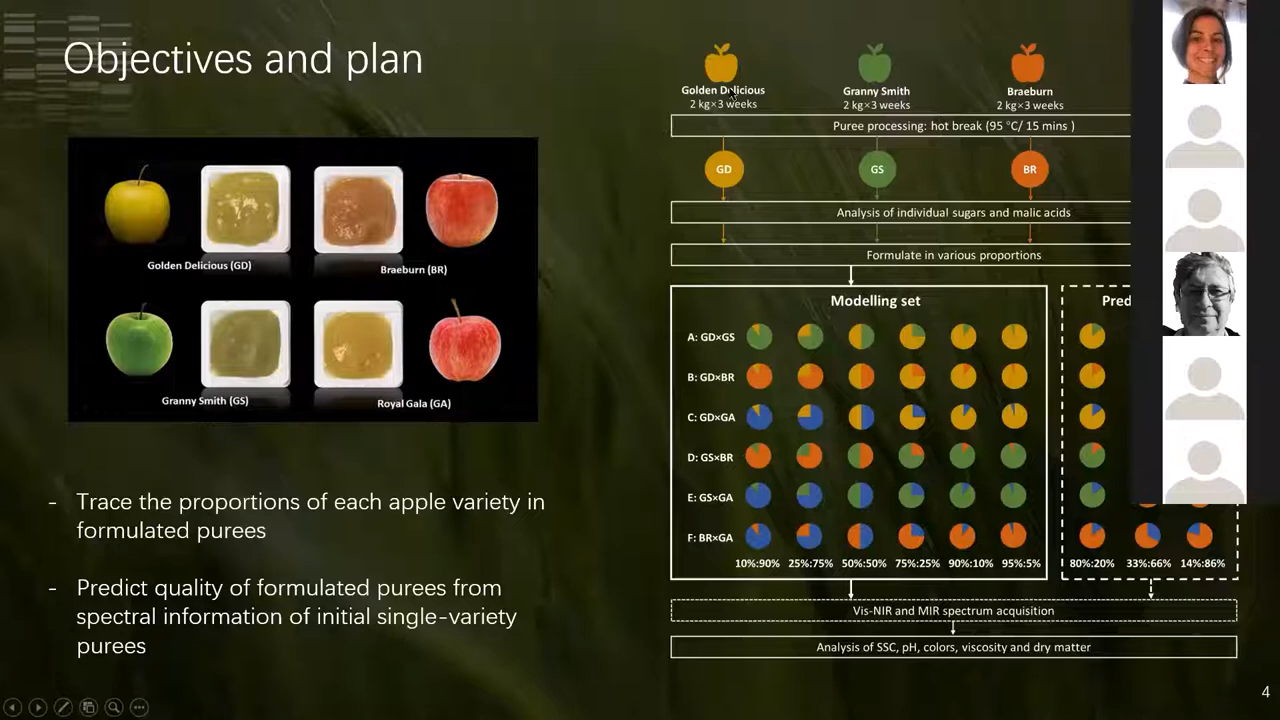 Objectives and plan
Golden Delicious (GD)
Braeburn (BR)
Granny Smith (GS)
Royal Gala (GA)
- Trace the proportions of each apple variety in
formulated purees
- Predict quality of formulated purees from
spectral information of initial single-variety
purees
Golden Delicious
2 kg×3 weeks
Granny Smith
2 kg×3 weeks
Braeburn
2 kg×3 weeks
Puree processing: hot break (95 °C/ 15 mins )
GD
GS
BR
Analysis of individual sugars and malic acids
Formulate in various proportions
Modelling set
Pred
A: GD×GS
B: GD×BR
C: GD×GA
D: GS×BR
E: GS×GA
F: BR×GA
10%:90% 25%:75% 50%:50% 75%:25% 90%:10% 95%:5%
80%:20% 33%:66% 14%:86%
Vis-NIR and MIR spectrum acquisition
Analysis of SSC, pH, colors, viscosity and dry matter
4